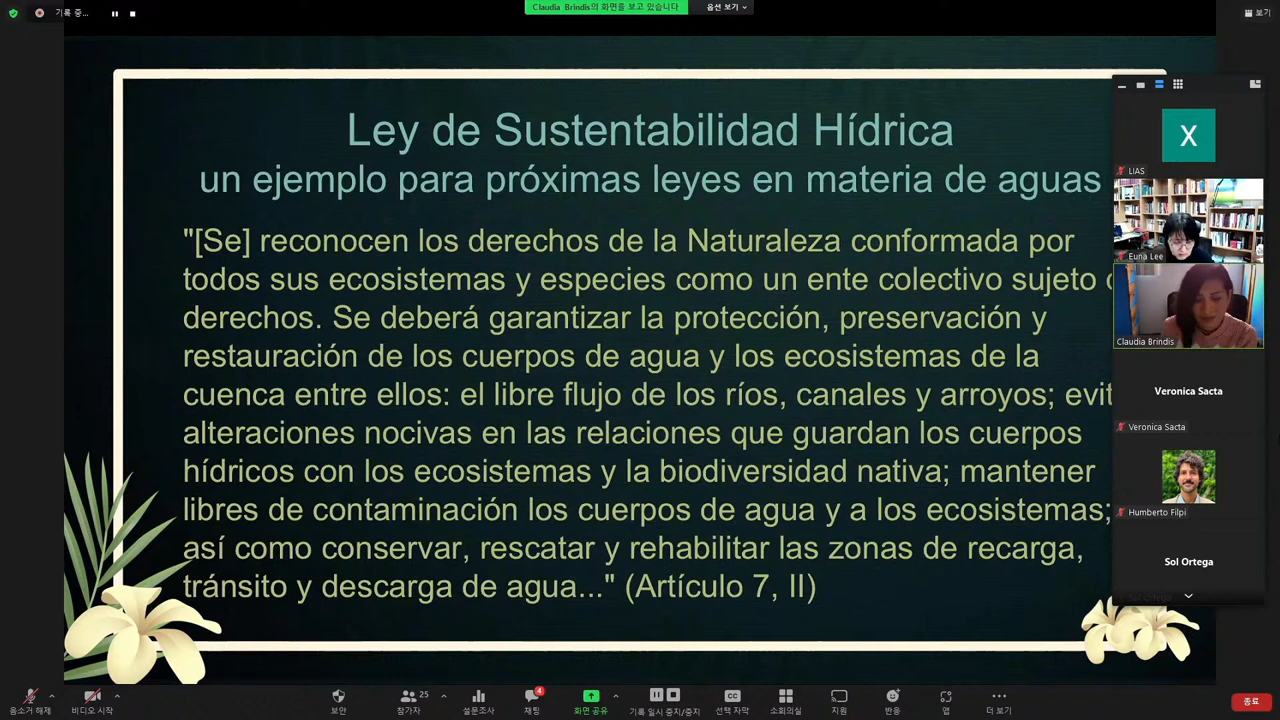 기록 중...
Claudia Brindis의 화면을 보고 있습니다
옵션 보기
보기
Ley de Sustentabilidad Hídrica
un ejemplo para próximas leyes en materia de aguas
"[Se] reconocen los derechos de la Naturaleza conformada por
todos sus ecosistemas y especies como un ente colectivo sujeto
derechos. Se deberá garantizar la protección, preservación y
restauración de los cuerpos de agua y los ecosistemas de la
cuenca entre ellos: el libre flujo de los ríos, canales y arroyos; evit
alteraciones nocivas en las relaciones que guardan los cuerpos
hídricos con los ecosistemas y la biodiversidad nativa; mantener
libres de contaminación los cuerpos de agua y a los ecosistemas;
así como conservar, rescatar y rehabilitar las zonas de recarga,
tránsito y descarga de agua..." (Artículo 7, II)
X
LIAS
Euna Lee
Claudia Brindis
Veronica Sacta
Veronica Sacta
Humberto Filpi
Sol Ortega
음소거 해제
비디오 시작
보안
25
참가자
설문조사
4
채팅
화면 공유
기록 일시 중지/중지
CC
선택 자막
소회의실
지원
반응
앱
더 보기
종료